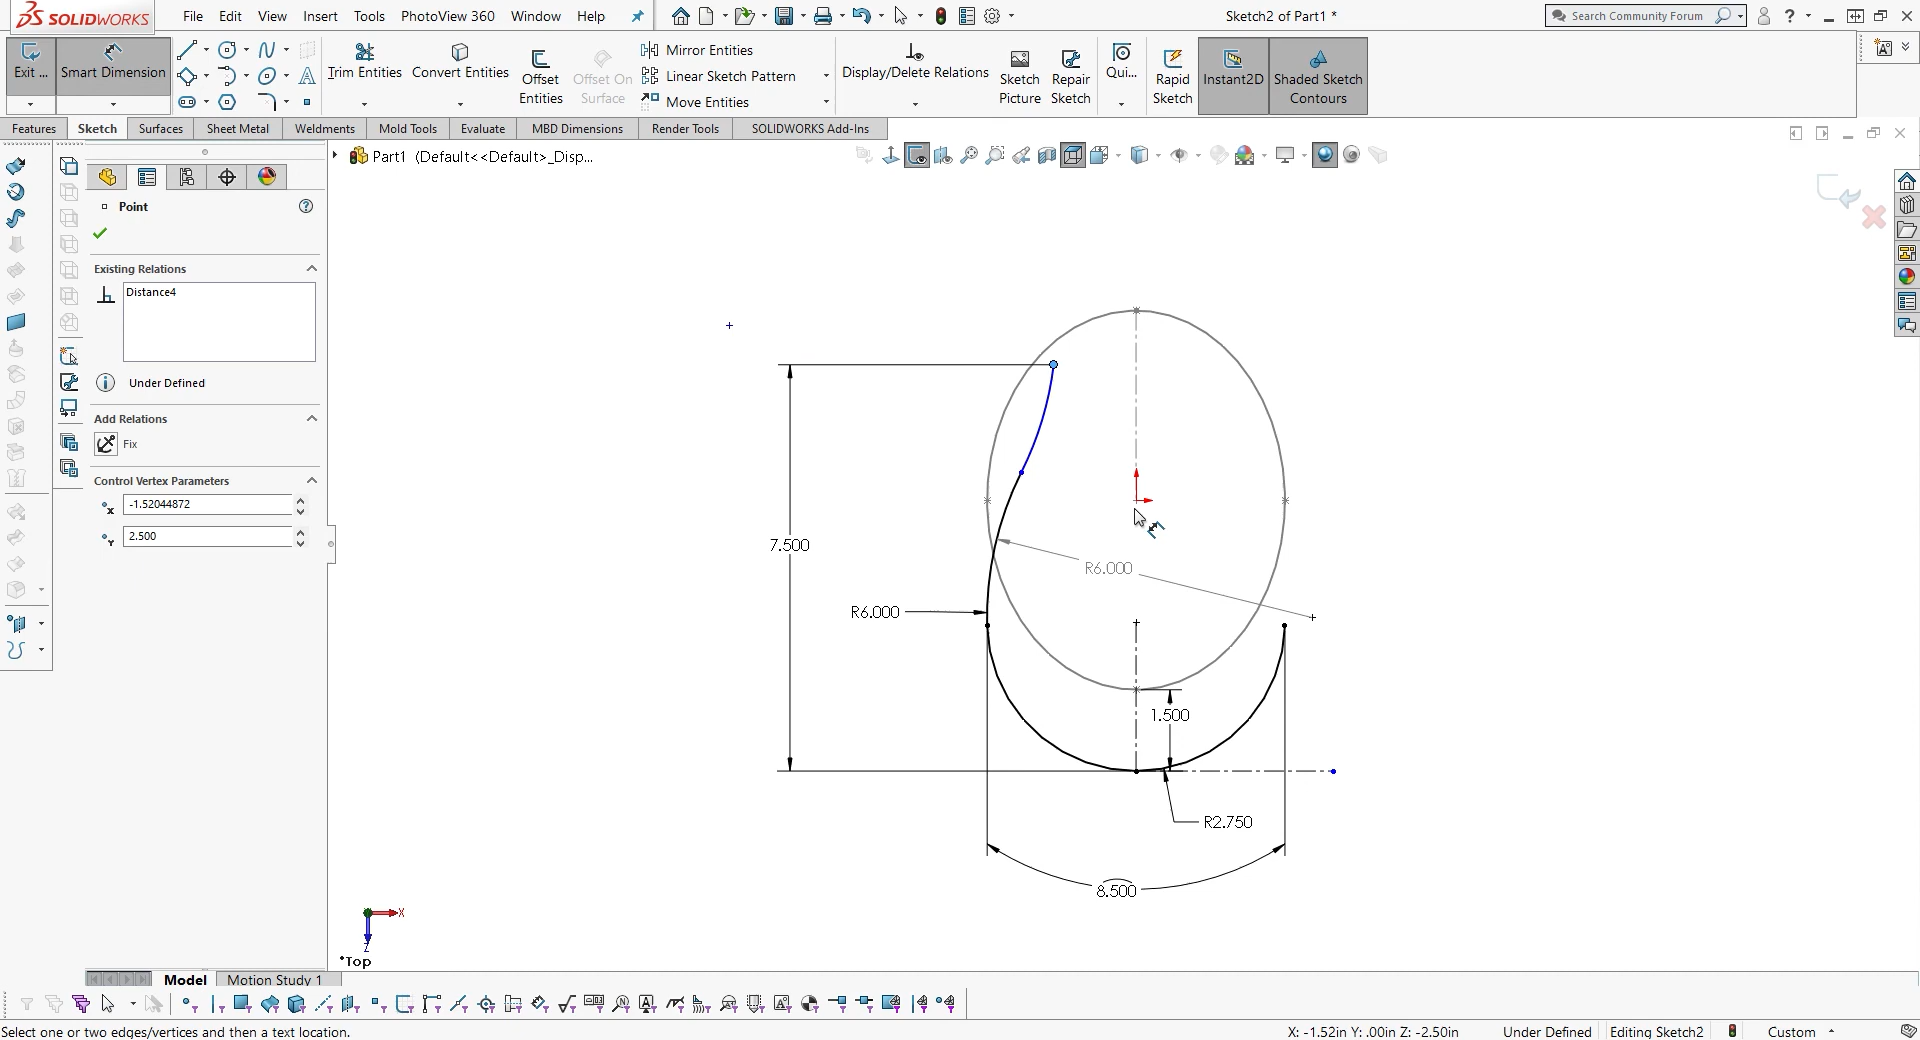 SOLIDWORKS
File Edit View Insert Tools PhotoView 360 Window Help
Sketch2 of Part1 *
Search Community Forum
Exit ...
Smart Dimension
Trim Entities
Convert Entities
Offset Entities
Offset On Surface
Mirror Entities
Linear Sketch Pattern
Move Entities
Display/Delete Relations
Sketch Picture
Repair Sketch
Qui...
Rapid Sketch
Instant2D
Shaded Sketch Contours
Features Sketch Surfaces Sheet Metal Weldments Mold Tools Evaluate MBD Dimensions Render Tools SOLIDWORKS Add-Ins
Part1 (Default<<Default>_Disp...
Point
Existing Relations
Distance4
Under Defined
Add Relations
Fix
Control Vertex Parameters
x -1.52044872
Y 2.500
7.500
R6.000
R6.000
1.500
R2.750
8.500
X
Z
*Top
Model Motion Study 1
Select one or two edges/vertices and then a text location.
X: -1.52in Y: .00in Z: -2.50in Under Defined Editing Sketch2 Custom